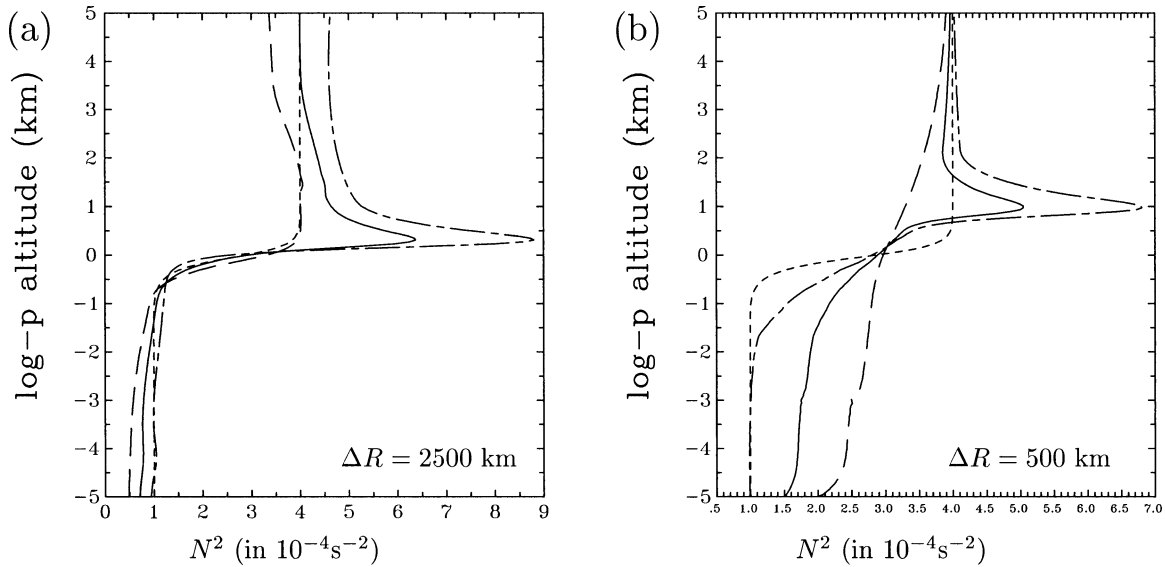 (a)
log−p altitude (km)
5
4
3
2
1
0
−1
−2
−3
−4
−5
0 1 2 3 4 5 6 7 8 9
ΔR = 2500 km
N² (in 10⁻⁴s⁻²)
(b)
log−p altitude (km)
5
4
3
2
1
0
−1
−2
−3
−4
−5
.5 1.0 1.5 2.0 2.5 3.0 3.5 4.0 4.5 5.0 5.5 6.0 6.5 7.0
ΔR = 500 km
N² (in 10⁻⁴s⁻²)